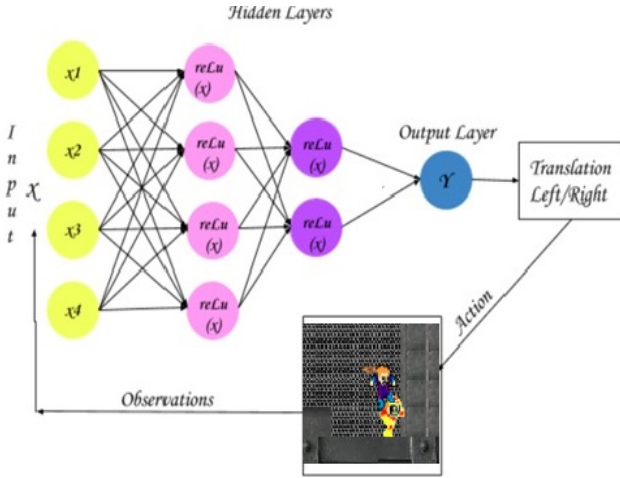 Hidden Layers
Input X
x1
x2
x3
x4
reLu
(x)
reLu
(x)
reLu
(x)
reLu
(x)
reLu
(x)
reLu
(x)
Output Layer
Y
Translation
Left/Right
Action
Observations